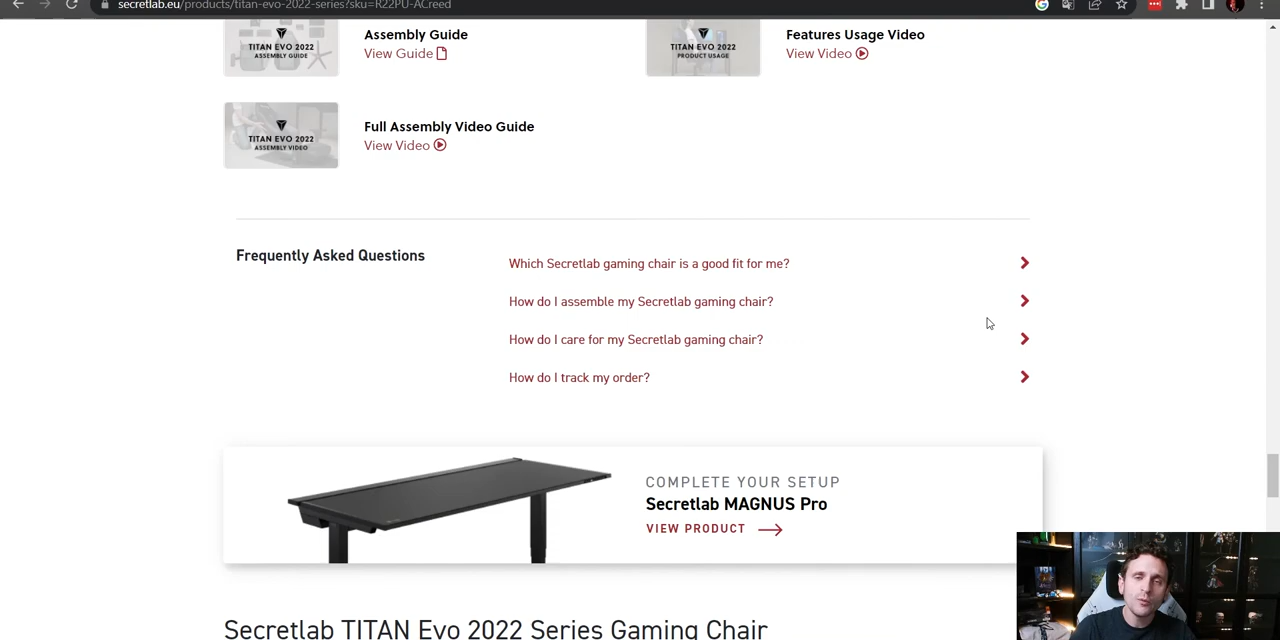 secretlab.eu/products/titan-evo-2022-series?sku=R22PU-ACreed
TITAN EVO 2022
ASSEMBLY GUIDE
Assembly Guide
View Guide
TITAN EVO 2022
PRODUCT USAGE
Features Usage Video
View Video
TITAN EVO 2022
ASSEMBLY VIDEO
Full Assembly Video Guide
View Video
Frequently Asked Questions
Which Secretlab gaming chair is a good fit for me?
How do I assemble my Secretlab gaming chair?
How do I care for my Secretlab gaming chair?
How do I track my order?
COMPLETE YOUR SETUP
Secretlab MAGNUS Pro
VIEW PRODUCT
Secretlab TITAN Evo 2022 Series Gaming Chair